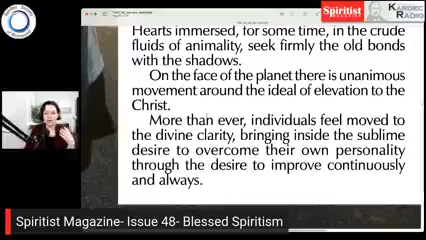 Spiritist
KARDEC
RADIO
Hearts immersed, for some time, in the crude
fluids of animality, seek firmly the old bonds
with the shadows.
On the face of the planet there is unanimous
movement around the ideal of elevation to the
Christ.
More than ever, individuals feel moved to
the divine clarity, bringing inside the sublime
desire to overcome their own personality
through the desire to improve continuously
and always.
Spiritist Magazine- Issue 48- Blessed Spiritism